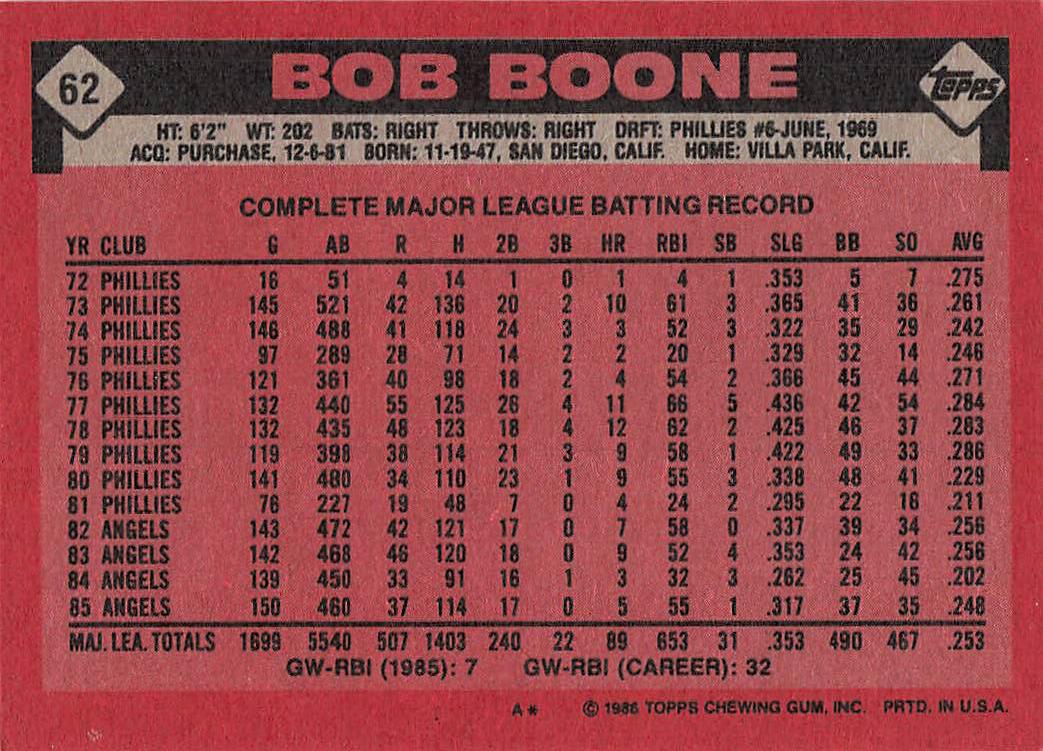 62 BOB BOONE Topps
HT: 6'2" WT: 202 BATS: RIGHT THROWS: RIGHT DRFT: PHILLIES #6-JUNE, 1969
ACQ: PURCHASE, 12-6-81 BORN: 11-19-47, SAN DIEGO, CALIF. HOME: VILLA PARK, CALIF.
COMPLETE MAJOR LEAGUE BATTING RECORD
YR CLUB G AB R H 2B 3B HR RBI SB SLG BB SO AVG
72 PHILLIES 16 51 4 14 1 0 1 4 1 .353 5 7 .275
73 PHILLIES 145 521 42 136 20 2 10 61 3 .365 41 36 .261
74 PHILLIES 146 488 41 118 24 3 3 52 3 .322 35 29 .242
75 PHILLIES 97 289 28 71 14 2 2 20 1 .329 32 14 .246
76 PHILLIES 121 361 40 98 18 2 4 54 2 .366 45 44 .271
77 PHILLIES 132 440 55 125 26 4 11 66 5 .436 42 54 .284
78 PHILLIES 132 435 48 123 18 4 12 62 2 .425 46 37 .283
79 PHILLIES 119 398 38 114 21 3 9 58 1 .422 49 33 .286
80 PHILLIES 141 480 34 110 23 1 9 55 3 .338 48 41 .229
81 PHILLIES 76 227 19 48 7 0 4 24 2 .295 22 16 .211
82 ANGELS 143 472 42 121 17 0 7 58 0 .337 39 34 .256
83 ANGELS 142 468 46 120 18 0 9 52 4 .353 24 42 .256
84 ANGELS 139 450 33 91 16 1 3 32 3 .262 25 45 .202
85 ANGELS 150 460 37 114 17 0 5 55 1 .317 37 35 .248
MAJ. LEA. TOTALS 1699 5540 507 1403 240 22 89 653 31 .353 490 467 .253
GW-RBI (1985): 7 GW-RBI (CAREER): 32
A* © 1986 TOPPS CHEWING GUM, INC. PRTD. IN U.S.A.